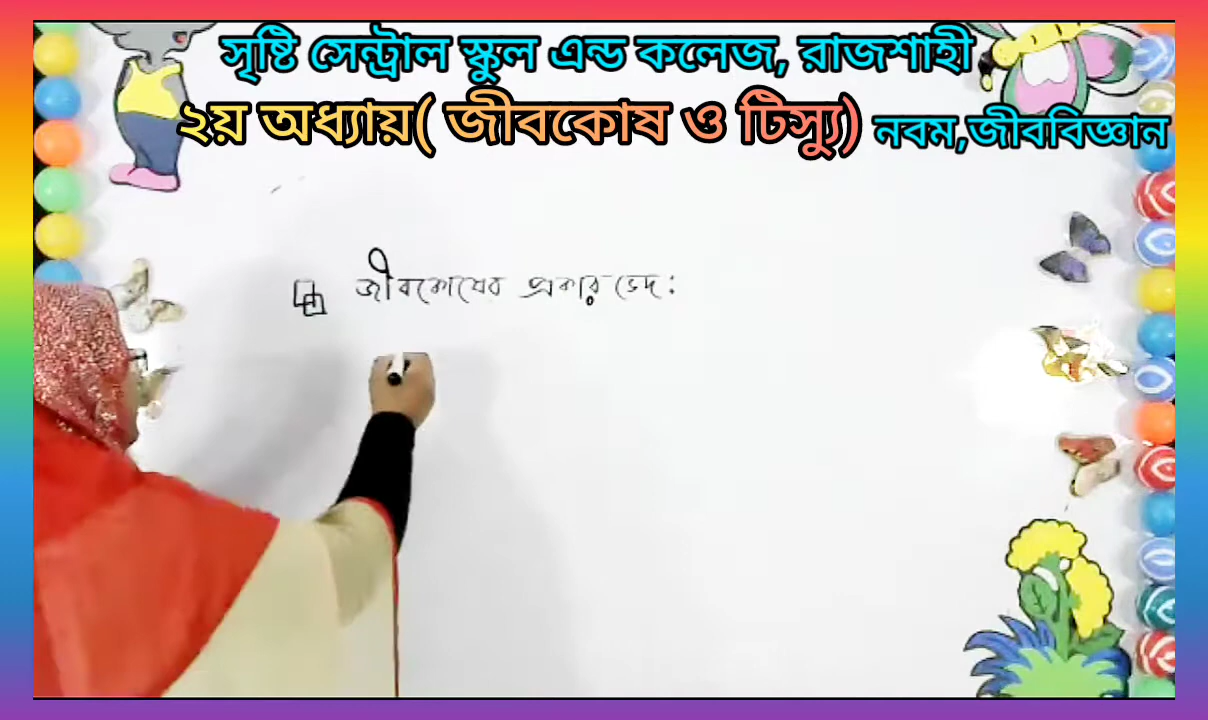 সৃষ্টি সেন্ট্রাল স্কুল এন্ড কলেজ, রাজশাহী
২য় অধ্যায়( জীবকোষ ও টিস্যু) নবম,জীববিজ্ঞান
জীবকোষের প্রকারভেদ: